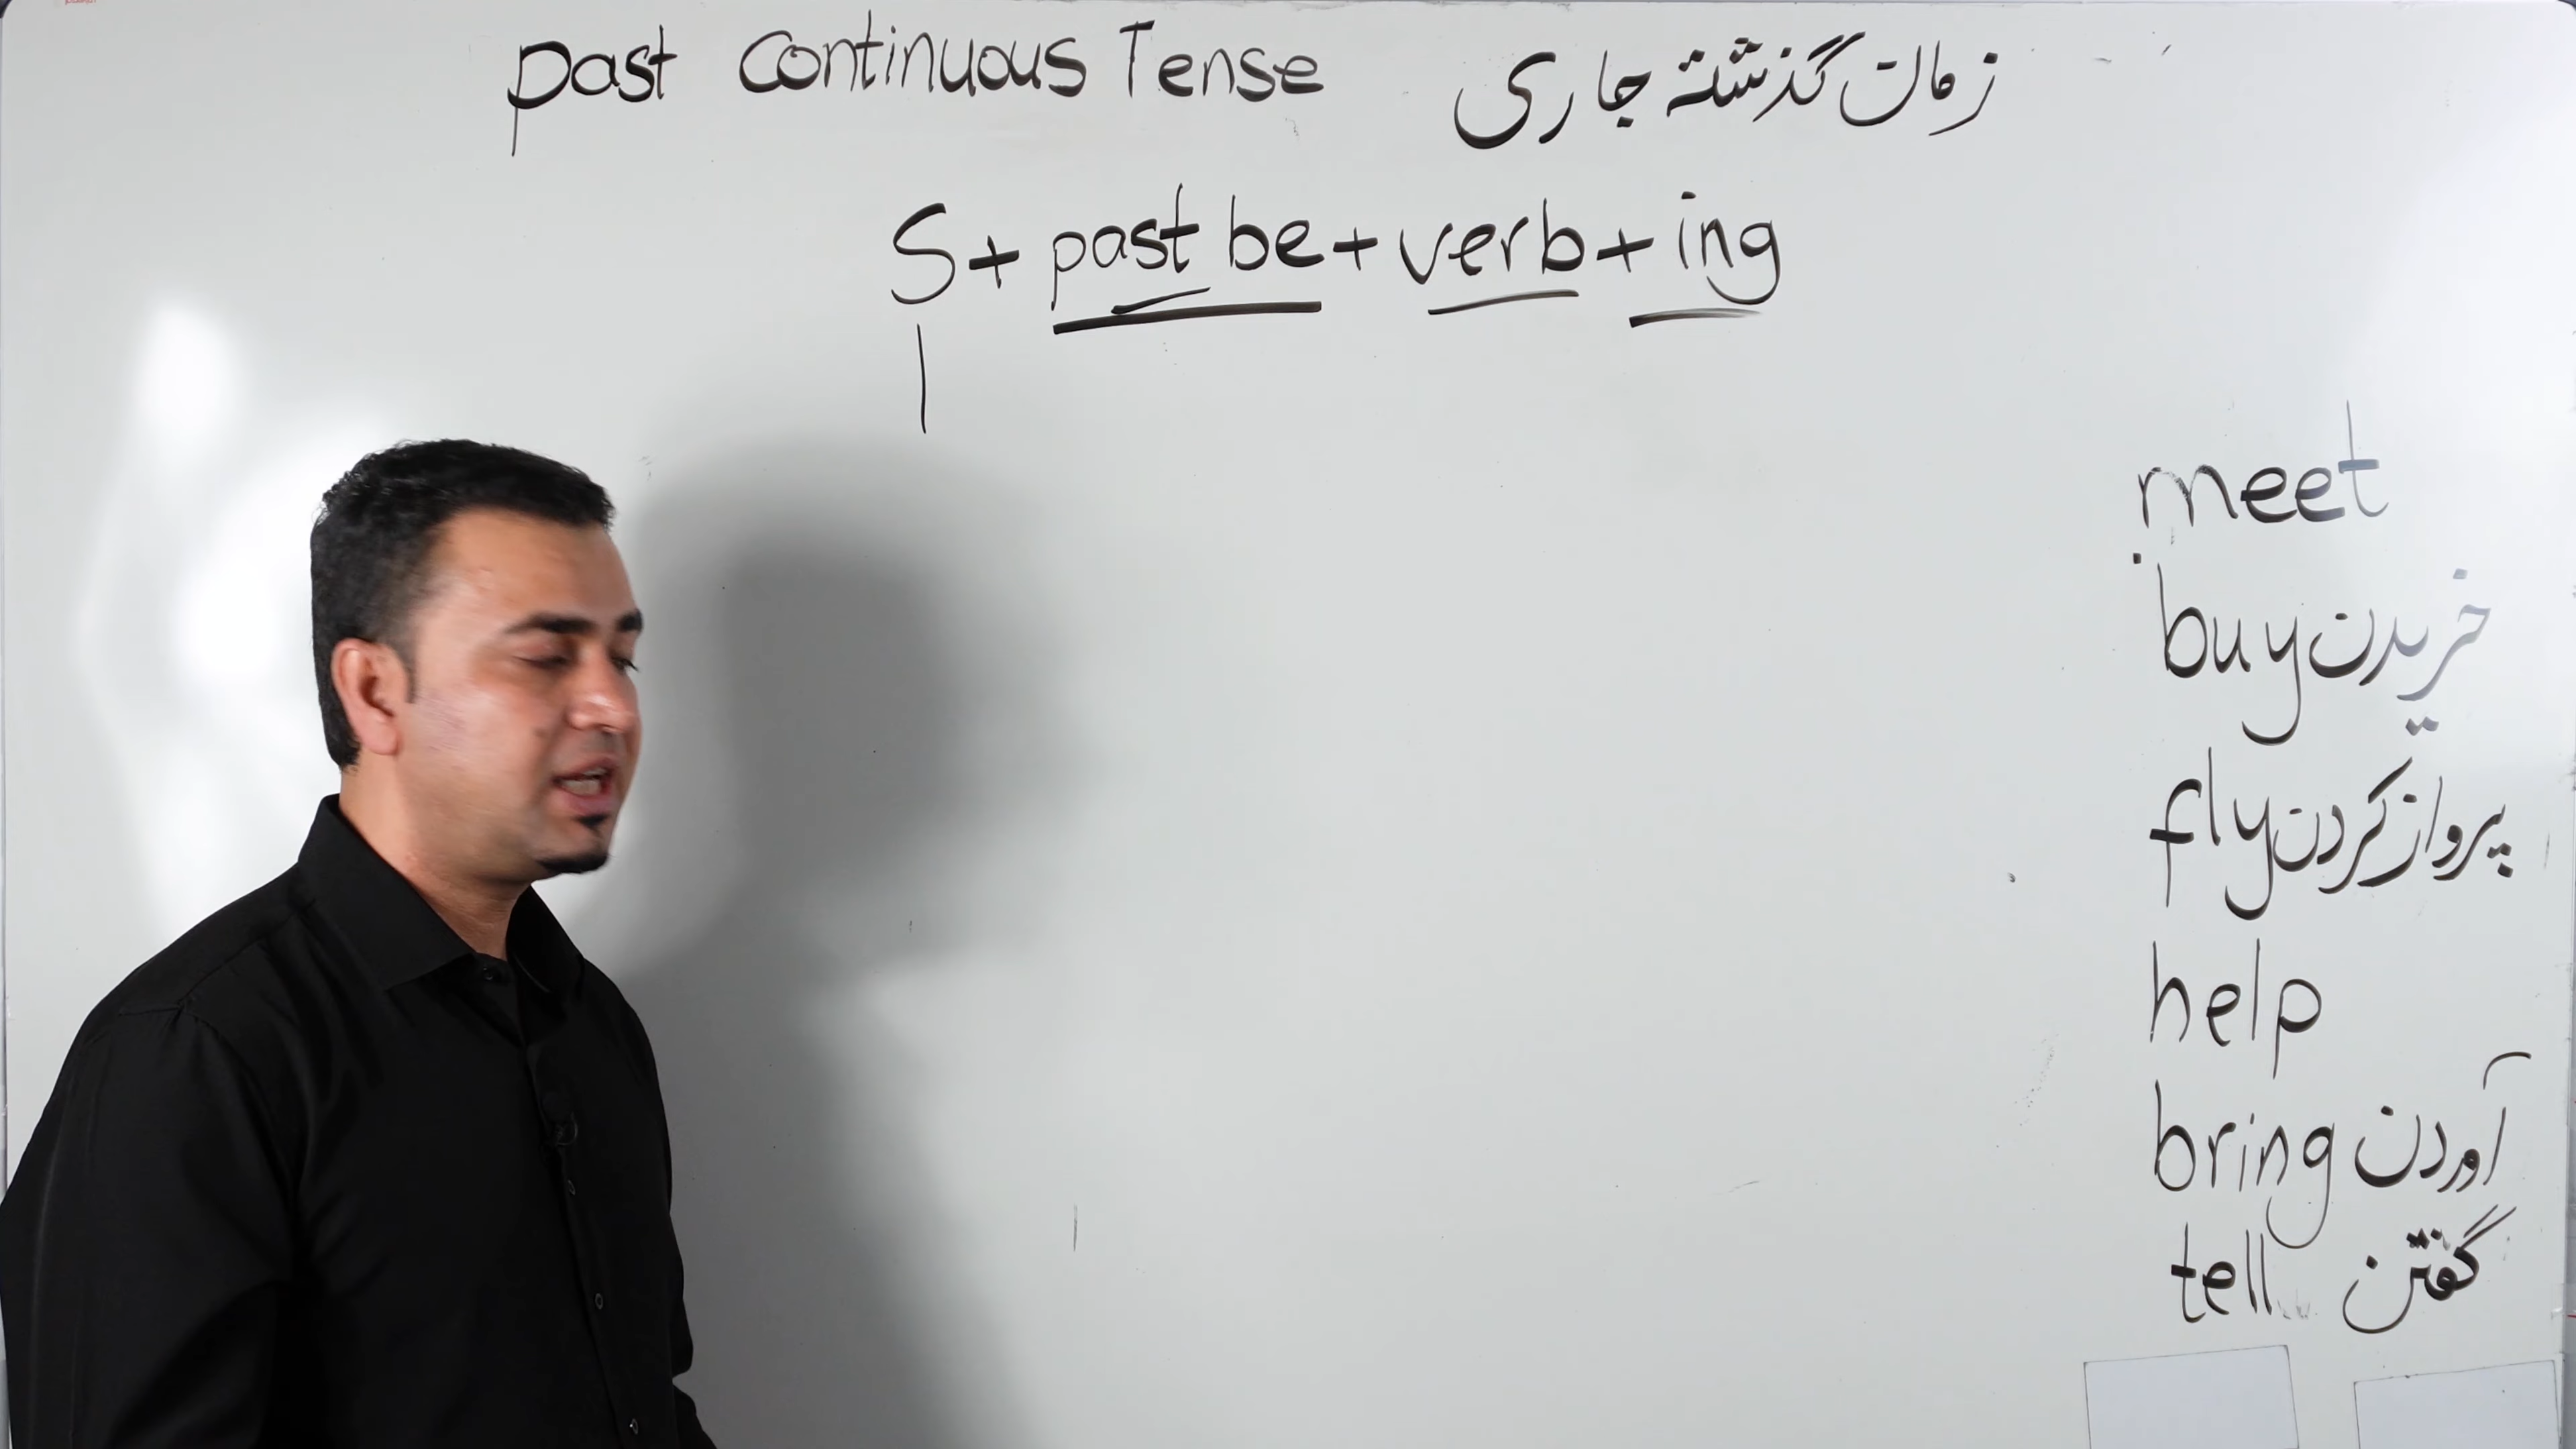 past Continuous Tense زمان گذشته جاری
S+ past be + verb + ing
I
meet
buy خریدن
fly پرواز کردن
help
bring آوردن
tell گفتن